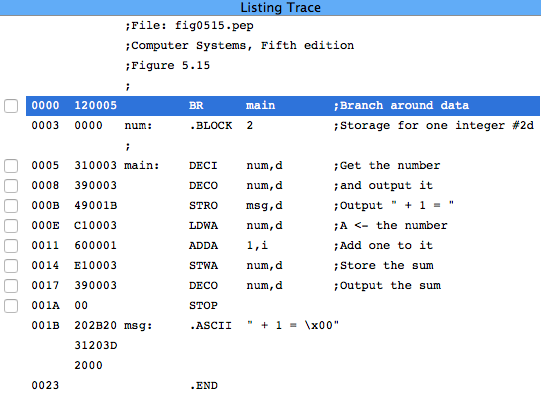 Listing Trace
;File: fig0515.pep
;Computer Systems, Fifth edition
;Figure 5.15
;
0000 120005 BR main ;Branch around data
0003 0000 num: .BLOCK 2 ;Storage for one integer #2d
;
0005 310003 main: DECI num,d ;Get the number
0008 390003 DECO num,d ;and output it
000B 49001B STRO msg,d ;Output " + 1 = "
000E C10003 LDWA num,d ;A <- the number
0011 600001 ADDA 1,i ;Add one to it
0014 E10003 STWA num,d ;Store the sum
0017 390003 DECO num,d ;Output the sum
001A 00 STOP
001B 202B20 msg: .ASCII " + 1 = \x00"
31203D
2000
0023 .END